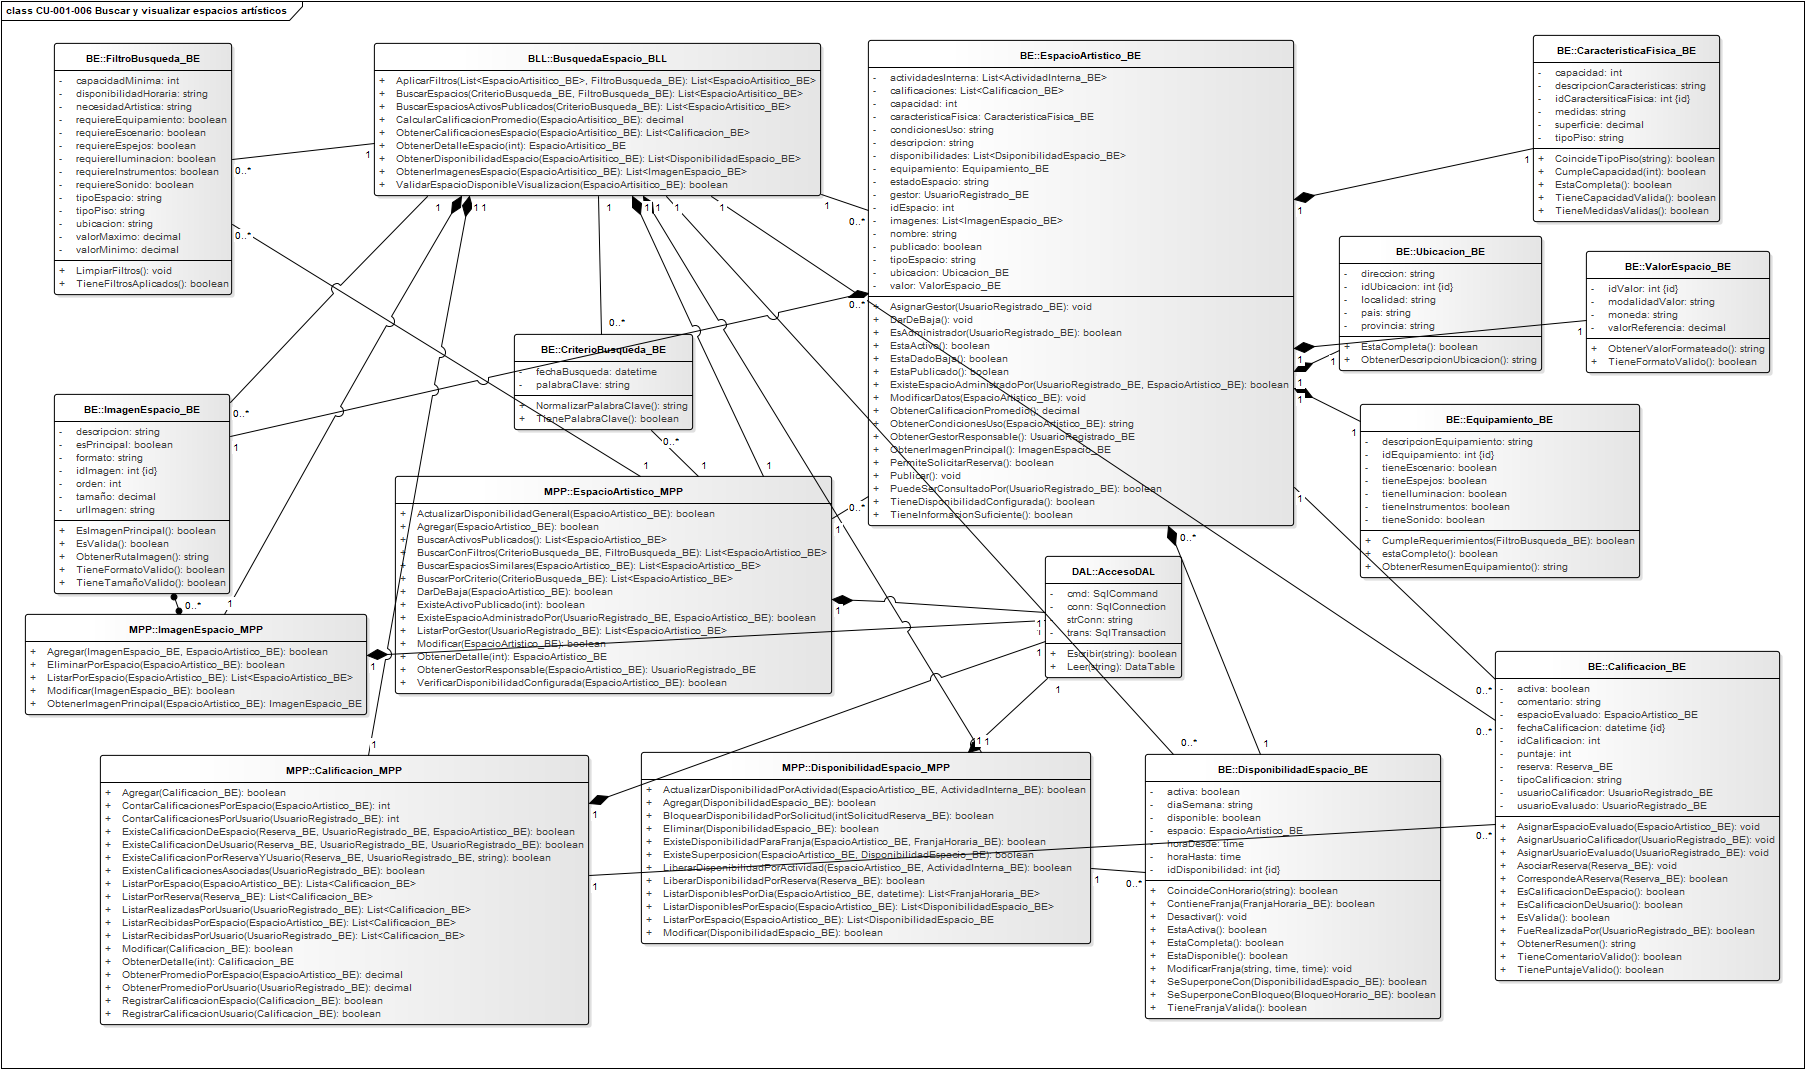 class CU-001-006 Buscar y visualizar espacios artísticos
BE::FiltroBusqueda_BE
- capacidadMinima: int
- disponibilidadHoraria: string
- necesidadArtistica: string
- requiereEquipamiento: boolean
- requiereEscenario: boolean
- requiereEspejos: boolean
- requiereIluminacion: boolean
- requiereInstrumentos: boolean
- requiereSonido: boolean
- tipoEspacio: string
- tipoPiso: string
- ubicacion: string
- valorMaximo: decimal
- valorMinimo: decimal
+ LimpiarFiltros(): void
+ TieneFiltrosAplicados(): boolean
BLL::BusquedaEspacio_BLL
+ AplicarFiltros(List<EspacioArtisitico_BE>, FiltroBusqueda_BE): List<EspacioArtisitico_BE>
+ BuscarEspacios(CriterioBusqueda_BE, FiltroBusqueda_BE): List<EspacioArtisitico_BE>
+ BuscarEspaciosActivosPublicados(CriterioBusqueda_BE): List<EspacioArtisitico_BE>
+ CalcularCalificacionPromedio(EspacioArtisitico_BE): decimal
+ ObtenerCalificacionesEspacio(EspacioArtisitico_BE): List<Calificacion_BE>
+ ObtenerDetalleEspacio(int): EspacioArtisitico_BE
+ ObtenerDisponibilidadEspacio(EspacioArtisitico_BE): List<DisponibilidadEspacio_BE>
+ ObtenerImagenesEspacio(EspacioArtisitico_BE): List<ImagenEspacio_BE>
+ ValidarEspacioDisponibleVisualizacion(EspacioArtisitico_BE): boolean
BE::EspacioArtistico_BE
- actividadesInterna: List<ActividadInterna_BE>
- calificaciones: List<Calificacion_BE>
- capacidad: int
- caracteristicaFisica: CaracteristicaFisica_BE
- condicionesUso: string
- descripcion: string
- disponibilidades: List<DsiponibilidadEspacio_BE>
- equipamiento: Equipamiento_BE
- estadoEspacio: string
- gestor: UsuarioRegistrado_BE
- idEspacio: int
- imagenes: List<ImagenEspacio_BE>
- nombre: string
- publicado: boolean
- tipoEspacio: string
- ubicacion: Ubicacion_BE
- valor: ValorEspacio_BE
+ AsignarGestor(UsuarioRegistrado_BE): void
+ DarDeBaja(): void
+ EsAdministrador(UsuarioRegistrado_BE): boolean
+ EstaActivo(): boolean
+ EstaDadoBaja(): boolean
+ EstaPublicado(): boolean
+ ExisteEspacioAdministradoPor(UsuarioRegistrado_BE, EspacioArtistico_BE): boolean
+ ModificarDatos(EspacioArtistico_BE): void
+ ObtenerCalificacionPromedio(): decimal
+ ObtenerCondicionesUso(EspacioArtistico_BE): string
+ ObtenerGestorResponsable(): UsuarioRegistrado_BE
+ ObtenerImagenPrincipal(): ImagenEspacio_BE
+ PermiteSolicitarReserva(): boolean
+ Publicar(): void
+ PuedeSerConsultadoPor(UsuarioRegistrado_BE): boolean
+ TieneDisponibilidadConfigurada(): boolean
+ TieneInformacionSuficiente(): boolean
BE::CaracteristicaFisica_BE
- capacidad: int
- descripcionCaracteristicas: string
- idCaractersiticaFisica: int {id}
- medidas: string
- superficie: decimal
- tipoPiso: string
+ CoincideTipoPiso(string): boolean
+ CumpleCapacidad(int): boolean
+ EstaCompleta(): boolean
+ TieneCapacidadValida(): boolean
+ TieneMedidasValidas(): boolean
BE::Ubicacion_BE
- direccion: string
- idUbicacion: int {id}
- localidad: string
- pais: string
- provincia: string
+ EstaCompleta(): boolean
+ ObtenerDescripcionUbicacion(): string
BE::ValorEspacio_BE
- idValor: int {id}
- modalidadValor: string
- moneda: string
- valorReferencia: decimal
+ ObtenerValorFormateado(): string
+ TieneFormatoValido(): boolean
BE::CriterioBusqueda_BE
- fechaBusqueda: datetime
- palabraClave: string
+ NormalizarPalabraClave(): string
+ TienePalabraClave(): boolean
BE::ImagenEspacio_BE
- descripcion: string
- esPrincipal: boolean
- formato: string
- idImagen: int {id}
- orden: int
- tamaño: decimal
- urlImagen: string
+ EsImagenPrincipal(): boolean
+ EsValida(): boolean
+ ObtenerRutaImagen(): string
+ TieneFormatoValido(): boolean
+ TieneTamañoValido(): boolean
BE::Equipamiento_BE
- descripcionEquipamiento: string
- idEquipamiento: int {id}
- tieneEscenario: boolean
- tieneEspejos: boolean
- tieneIluminacion: boolean
- tieneInstrumentos: boolean
- tieneSonido: boolean
+ CumpleRequerimientos(FiltroBusqueda_BE): boolean
+ estaCompleto(): boolean
+ ObtenerResumenEquipamiento(): string
MPP::EspacioArtistico_MPP
+ ActualizarDisponibilidadGeneral(EspacioArtistico_BE): boolean
+ Agregar(EspacioArtistico_BE): boolean
+ BuscarActivosPublicados(): List<EspacioArtistico_BE>
+ BuscarConFiltros(CriterioBusqueda_BE, FiltroBusqueda_BE): List<EspacioArtistico_BE>
+ BuscarEspaciosSimilares(EspacioArtistico_BE): List<EspacioArtistico_BE>
+ BuscarPorCriterio(CriterioBusqueda_BE): List<EspacioArtistico_BE>
+ DarDeBaja(EspacioArtistico_BE): boolean
+ ExisteActivoPublicado(int): boolean
+ ExisteEspacioAdministradoPor(UsuarioRegistrado_BE, EspacioArtistico_BE): boolean
+ ListarPorGestor(UsuarioRegistrado_BE): List<EspacioArtistico_BE>
+ Modificar(EspacioArtistico_BE): boolean
+ ObtenerDetalle(int): EspacioArtistico_BE
+ ObtenerGestorResponsable(EspacioArtistico_BE): UsuarioRegistrado_BE
+ VerificarDisponibilidadConfigurada(EspacioArtistico_BE): boolean
DAL::AccesoDAL
- cmd: SqlCommand
- conn: SqlConnection
- strConn: string
- trans: SqlTransaction
+ Escribir(string): boolean
+ Leer(string): DataTable
MPP::ImagenEspacio_MPP
+ Agregar(ImagenEspacio_BE, EspacioArtistico_BE): boolean
+ EliminarPorEspacio(EspacioArtistico_BE): boolean
+ ListarPorEspacio(EspacioArtistico_BE): List<EspacioArtistico_BE>
+ Modificar(ImagenEspacio_BE): boolean
+ ObtenerImagenPrincipal(EspacioArtistico_BE): ImagenEspacio_BE
BE::Calificacion_BE
- activa: boolean
- comentario: string
- espacioEvaluado: EspacioArtistico_BE
- fechaCalificacion: datetime {id}
- idCalificacion: int
- puntaje: int
- reserva: Reserva_BE
- tipoCalificacion: string
- usuarioCalificador: UsuarioRegistrado_BE
- usuarioEvaluado: UsuarioRegistrado_BE
+ AsignarEspacioEvaluado(EspacioArtistico_BE): void
+ AsignarUsuarioCalificador(UsuarioRegistrado_BE): void
+ AsignarUsuarioEvaluado(UsuarioRegistrado_BE): void
+ AsociarReserva(Reserva_BE): void
+ CorrespondeAReserva(Reserva_BE): boolean
+ EsCalificacionDeEspacio(): boolean
+ EsCalificacionDeUsuario(): boolean
+ EsValida(): boolean
+ FueRealizadaPor(UsuarioRegistrado_BE): boolean
+ ObtenerResumen(): string
+ TieneComentarioValido(): boolean
+ TienePuntajeValido(): boolean
MPP::Calificacion_MPP
+ Agregar(Calificacion_BE): boolean
+ ContarCalificacionesPorEspacio(EspacioArtistico_BE): int
+ ContarCalificacionesPorUsuario(UsuarioRegistrado_BE): int
+ ExisteCalificacionDeEspacio(Reserva_BE, UsuarioRegistrado_BE, EspacioArtistico_BE): boolean
+ ExisteCalificacionDeUsuario(Reserva_BE, UsuarioRegistrado_BE, UsuarioRegistrado_BE): boolean
+ ExisteCalificacionPorReservaYUsuario(Reserva_BE, UsuarioRegistrado_BE, string): boolean
+ ExistenCalificacionesAsociadas(UsuarioRegistrado_BE): boolean
+ ListarPorEspacio(EspacioArtistico_BE): Lista<Calificacion_BE>
+ ListarPorReserva(Reserva_BE): List<Calificacion_BE>
+ ListarRealizadasPorUsuario(UsuarioRegistrado_BE): List<Calificacion_BE>
+ ListarRecibidasPorEspacio(EspacioArtistico_BE): List<Calificacion_BE>
+ ListarRecibidasPorUsuario(UsuarioRegistrado_BE): List<Calificacion_BE>
+ Modificar(Calificacion_BE): boolean
+ ObtenerDetalle(int): Calificacion_BE
+ ObtenerPromedioPorEspacio(EspacioArtistico_BE): decimal
+ ObtenerPromedioPorUsuario(UsuarioRegistrado_BE): decimal
+ RegistrarCalificacionEspacio(Calificacion_BE): boolean
+ RegistrarCalificacionUsuario(Calificacion_BE): boolean
MPP::DisponibilidadEspacio_MPP
+ ActualizarDisponibilidadPorActividad(EspacioArtistico_BE, ActividadInterna_BE): boolean
+ Agregar(DisponibilidadEspacio_BE): boolean
+ BloquearDisponibilidadPorSolicitud(intSolicitudReserva_BE): boolean
+ Eliminar(DisponibilidadEspacio_BE): boolean
+ ExisteDisponibilidadParaFranja(EspacioArtistico_BE, FranjaHoraria_BE): boolean
+ ExisteSuperposicion(EspacioArtistico_BE, DisponibilidadEspacio_BE): boolean
+ LiberarDisponibilidadPorActividad(EspacioArtistico_BE, ActividadInterna_BE): boolean
+ LiberarDisponibilidadPorReserva(Reserva_BE): boolean
+ ListarDisponiblesPorDia(EspacioArtistico_BE, datetime): List<FranjaHoraria_BE>
+ ListarDisponiblesPorEspacio(EspacioArtistico_BE): List<DisponibilidadEspacio_BE>
+ ListarPorEspacio(EspacioArtistico_BE): List<DisponibilidadEspacio_BE
+ Modificar(DisponibilidadEspacio_BE): boolean
BE::DisponibilidadEspacio_BE
- activa: boolean
- diaSemana: string
- disponible: boolean
- espacio: EspacioArtistico_BE
- horaDesde: time
- horaHasta: time
- idDisponibilidad: int {id}
+ CoincideConHorario(string): boolean
+ ContieneFranja(FranjaHoraria_BE): boolean
+ Desactivar(): void
+ EstaActiva(): boolean
+ EstaCompleta(): boolean
+ EstaDisponible(): boolean
+ ModificarFranja(string, time, time): void
+ SeSuperponeCon(DisponibilidadEspacio_BE): boolean
+ SeSuperponeConBloqueo(BloqueoHorario_BE): boolean
+ TieneFranjaValida(): boolean